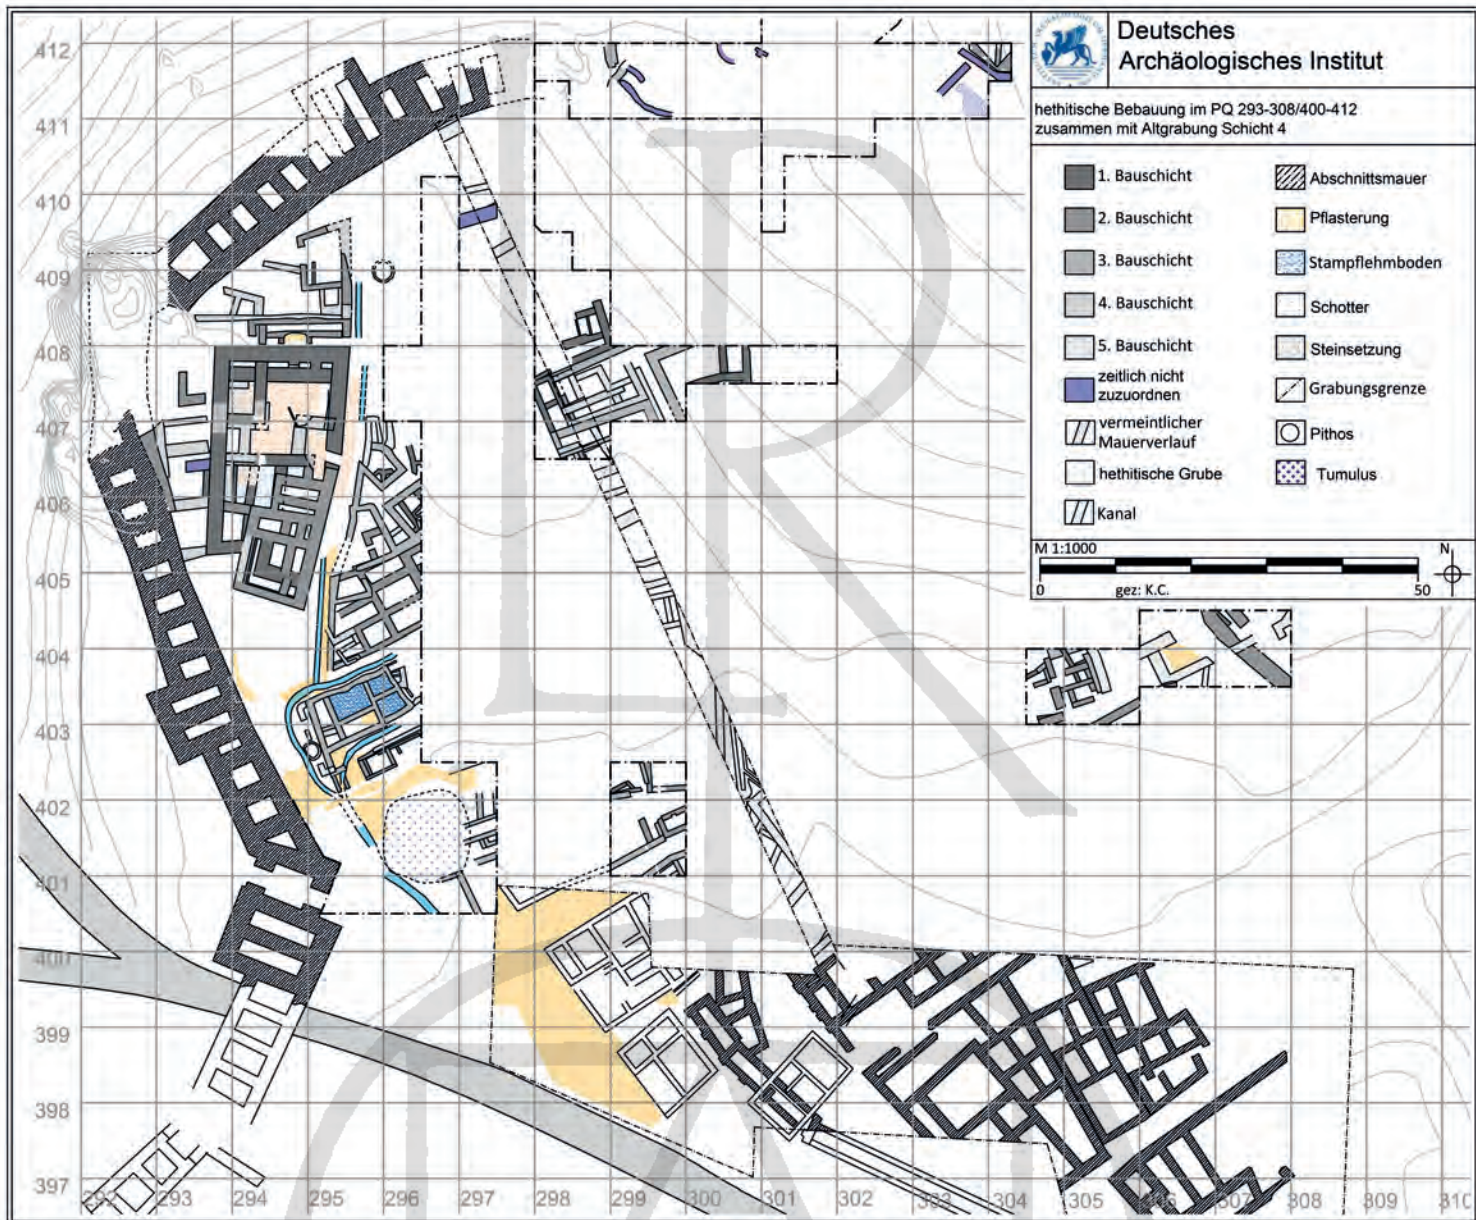 Deutsches
Archäologisches Institut
hethitische Bebauung im PQ 293-308/400-412
zusammen mit Altgrabung Schicht 4
1. Bauschicht
2. Bauschicht
3. Bauschicht
4. Bauschicht
5. Bauschicht
zeitlich nicht
zuzuordnen
vermeintlicher
Mauerverlauf
hethitische Grube
Kanal
Abschnittsmauer
Pflasterung
Stampflehmboden
Schotter
Steinsetzung
Grabungsgrenze
Pithos
Tumulus
M 1:1000
N
0
50
gez: K.C.
412
411
410
409
408
407
406
405
404
403
402
401
400
399
398
397
292 293 294 295 296 297 298 299 300 301 302 303 304 305 306 307 308 309 310